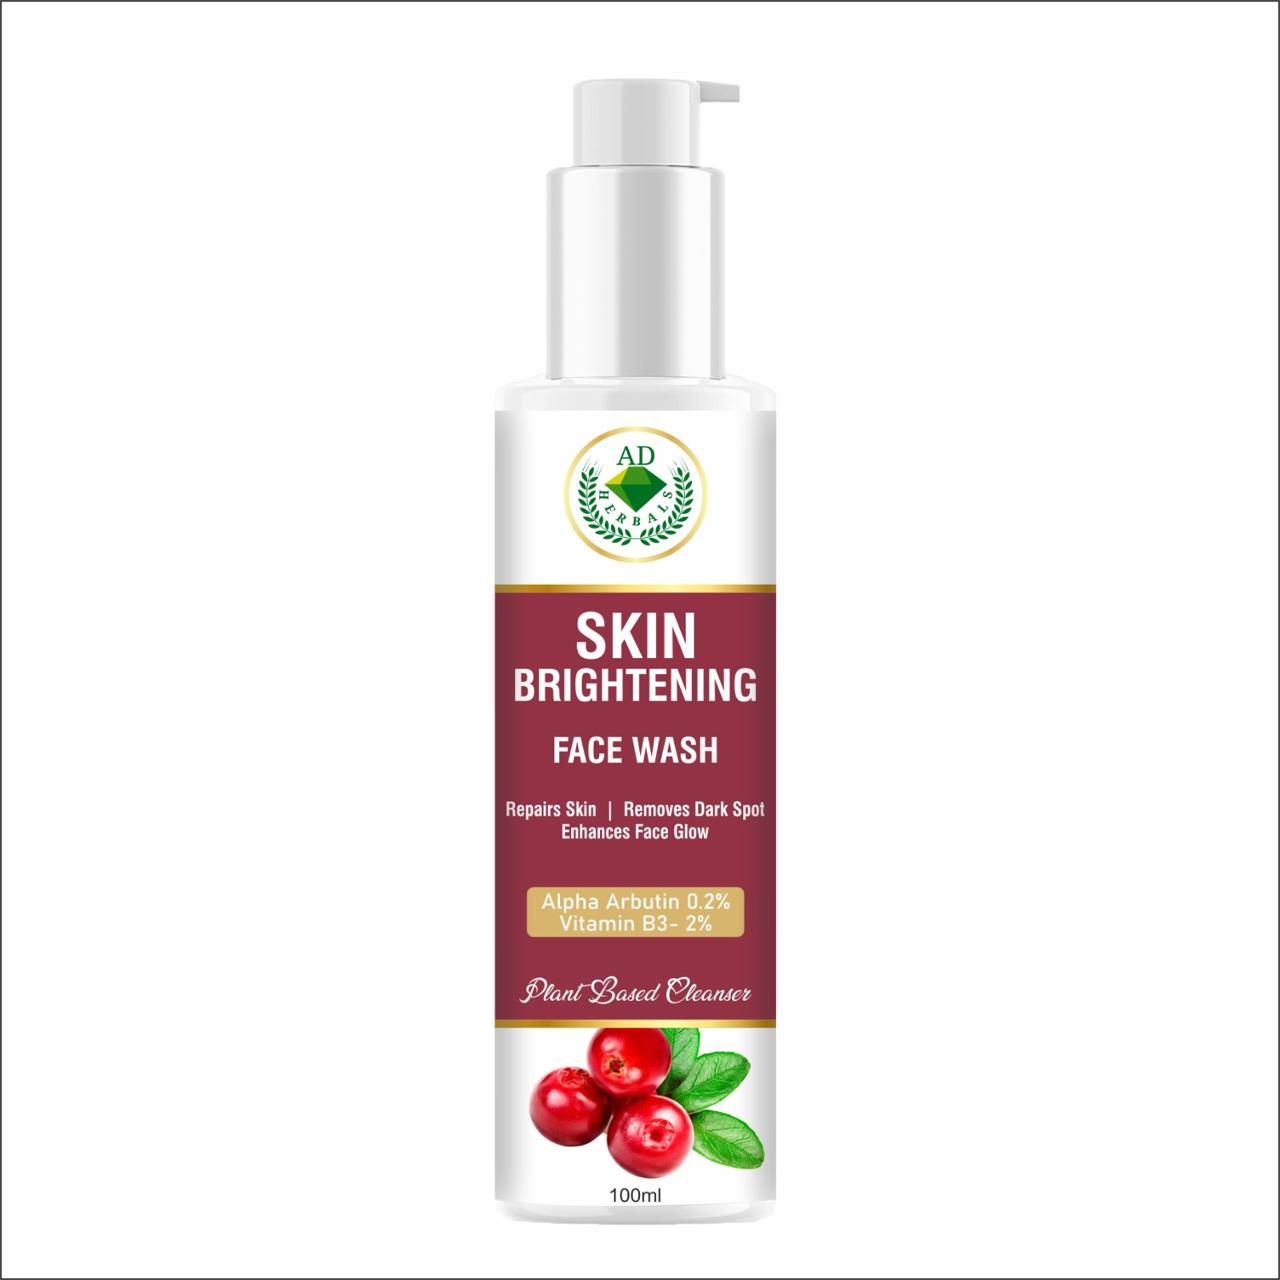 AD
HERBALS
SKIN
BRIGHTENING
FACE WASH
Repairs Skin | Removes Dark Spot
Enhances Face Glow
Alpha Arbutin 0.2%
Vitamin B3- 2%
Plant Based Cleanser
100ml